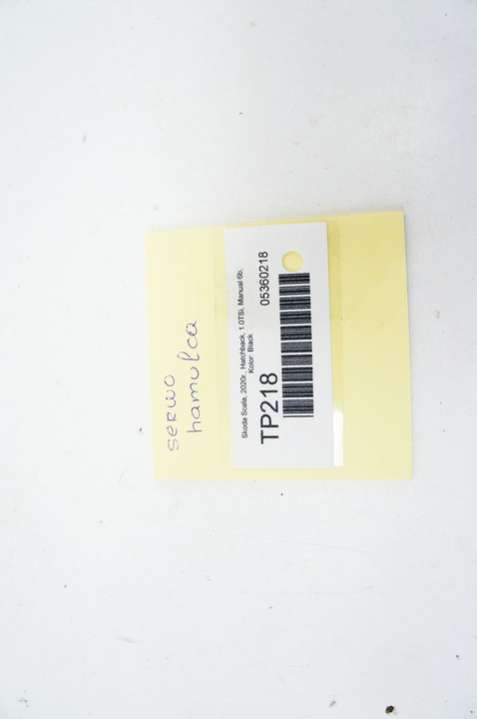 serwo
hamulca
Skoda Scala, 2020r., Hatchback, 1.0TSi, Manual 6b,
Kolor: Black
TP218
05360218